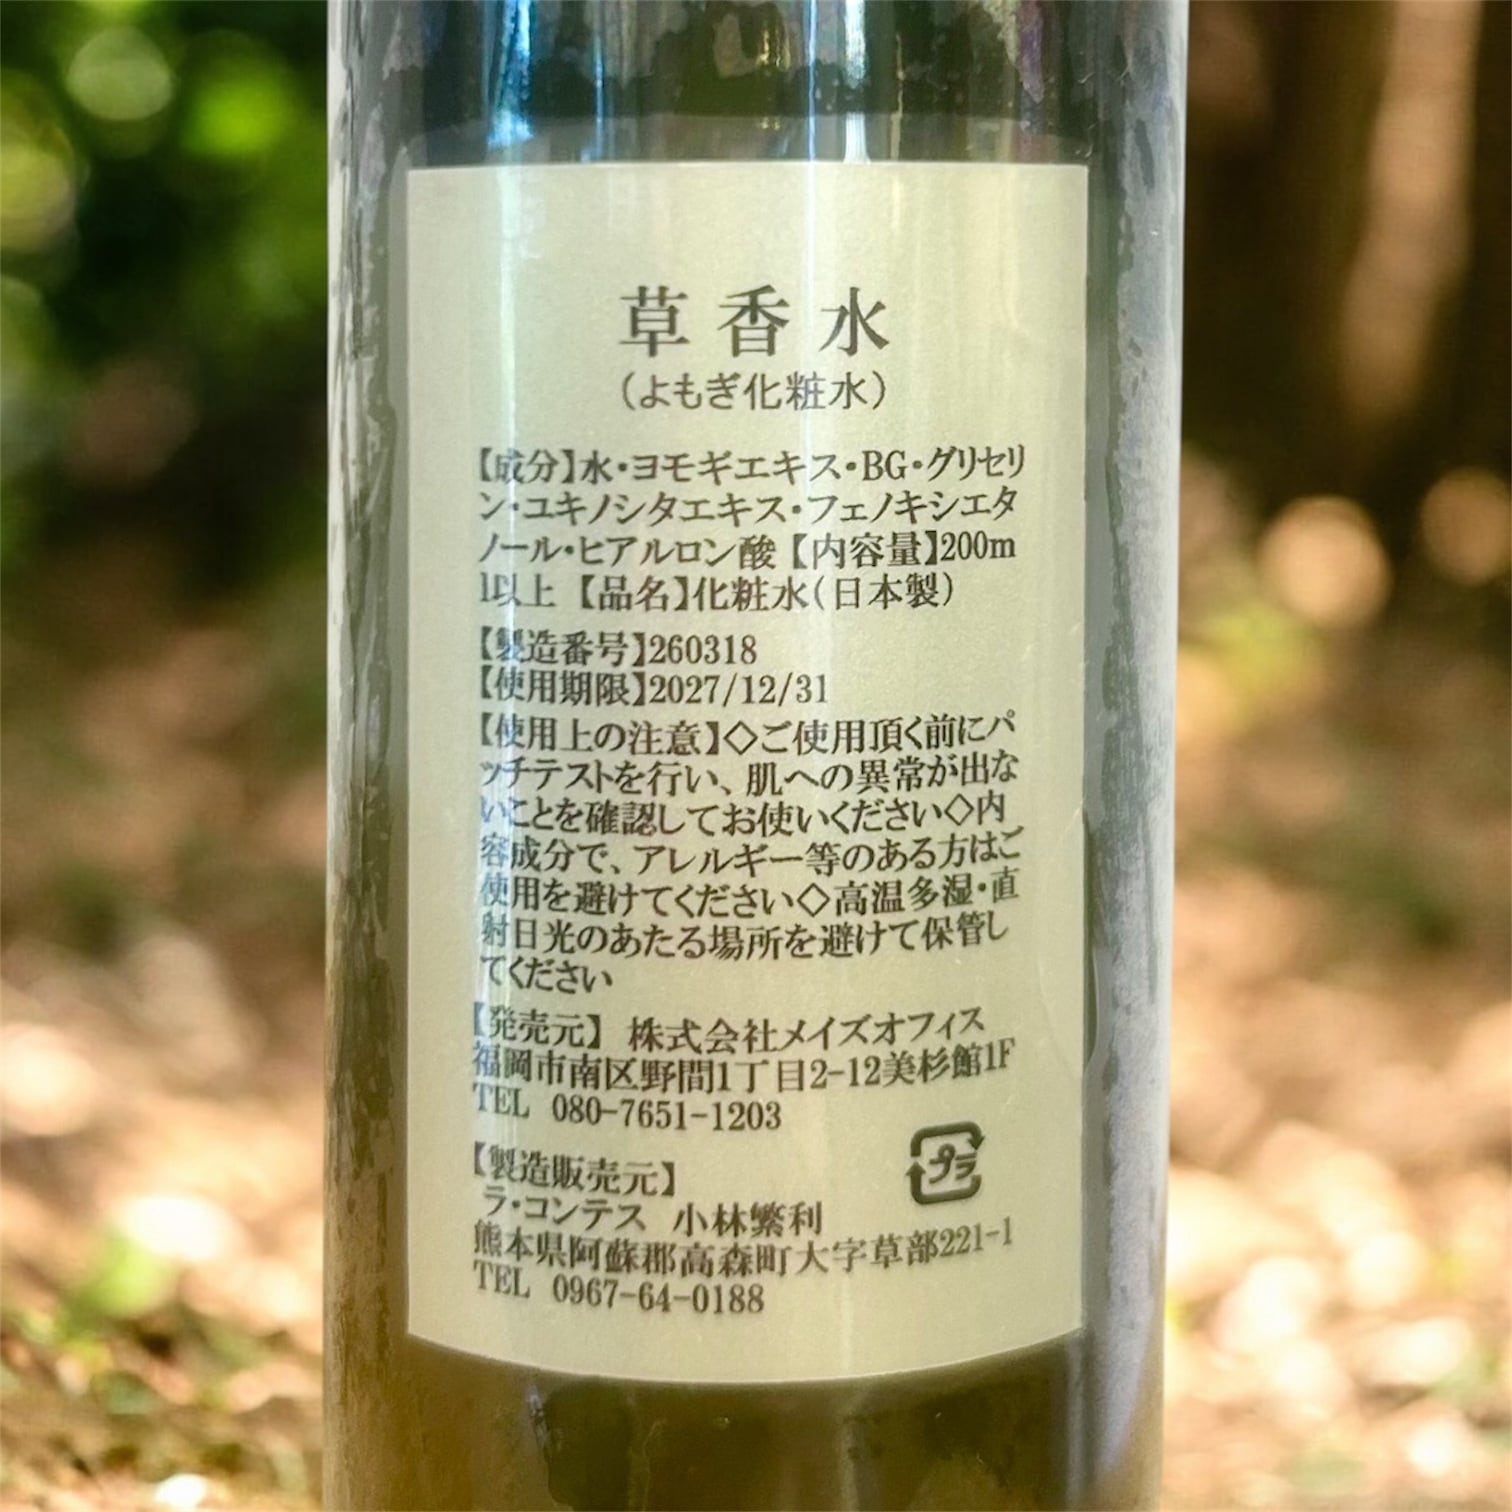 草香水
(よもぎ化粧水)
【成分】水・ヨモギエキス・BG・グリセリ
ン・ユキノシタエキス・フェノキシエタ
ノール・ヒアルロン酸【内容量】200m
l以上【品名】化粧水(日本製)
【製造番号】260318
【使用期限】2027/12/31
【使用上の注意】◇ご使用頂く前にパ
ッチテストを行い、肌への異常が出な
いことを確認してお使いください◇内
容成分で、アレルギー等のある方はご
使用を避けてください◇高温多湿・直
射日光のあたる場所を避けて保管し
てください
【発売元】 株式会社メイズオフィス
福岡市南区野間1丁目2-12美杉館1F
TEL 080-7651-1203
プラ
【製造販売元】
ラ・コンテス 小林繁利
熊本県阿蘇郡高森町大字草部221-1
TEL 0967-64-0188